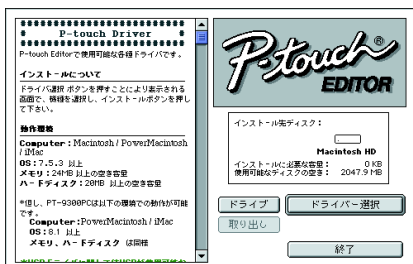 P-touch Driver
P-touch Editorで使用可能な各種ドライバです。
インストールについて
ドライバ選択 ボタンを押すことにより表示される
画面で、機種を選択し、インストールボタンを押し
て下さい。
動作環境
Computer : Macintosh / PowerMacintosh
/ iMac
OS : 7.5.3 以上
メモリ : 24MB 以上の空き容量
ハードディスク : 20MB 以上の空き容量
*但し、PT-9300PCは以下の環境での動作が可能
です。
Computer :PowerMacintosh / iMac
OS : 8.1 以上
メモリ、ハードディスク は同様
P-touch
EDITOR
インストール先ディスク :
Macintosh HD
インストールに必要な容量 : 0 KB
使用可能なディスクの空き : 2047.9 MB
ドライブ
ドライバー選択
取り出し
終了